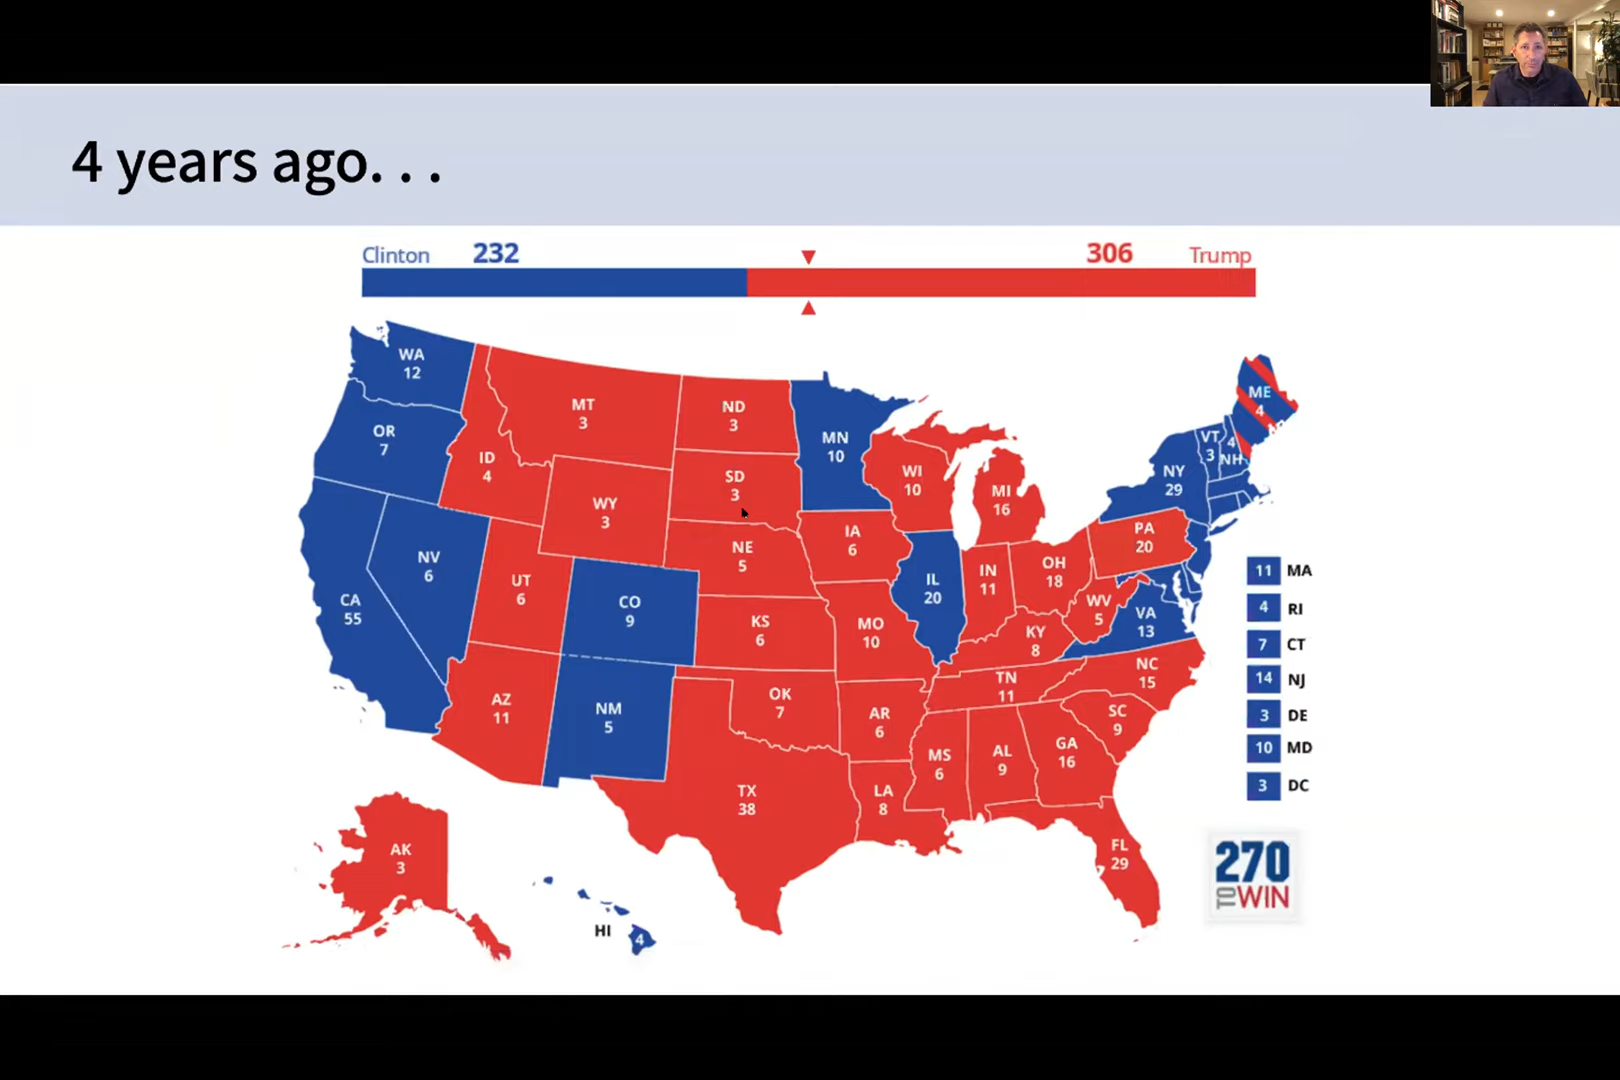 4 years ago. . .
Clinton 232 306 Trump
WA
12
OR
7
CA
55
NV
6
ID
4
MT
3
WY
3
UT
6
CO
9
AZ
11
NM
5
ND
3
SD
3
NE
5
KS
6
OK
7
TX
38
MN
10
IA
6
MO
10
AR
6
LA
8
WI
10
IL
20
MI
16
IN
11
OH
18
KY
8
TN
11
MS
6
AL
9
GA
16
FL
29
SC
9
NC
15
WV
5
VA
13
PA
20
NY
29
VT
3
4
NH
ME
4
11 MA
4 RI
7 CT
14 NJ
3 DE
10 MD
3 DC
AK
3
HI 4
270
TO WIN